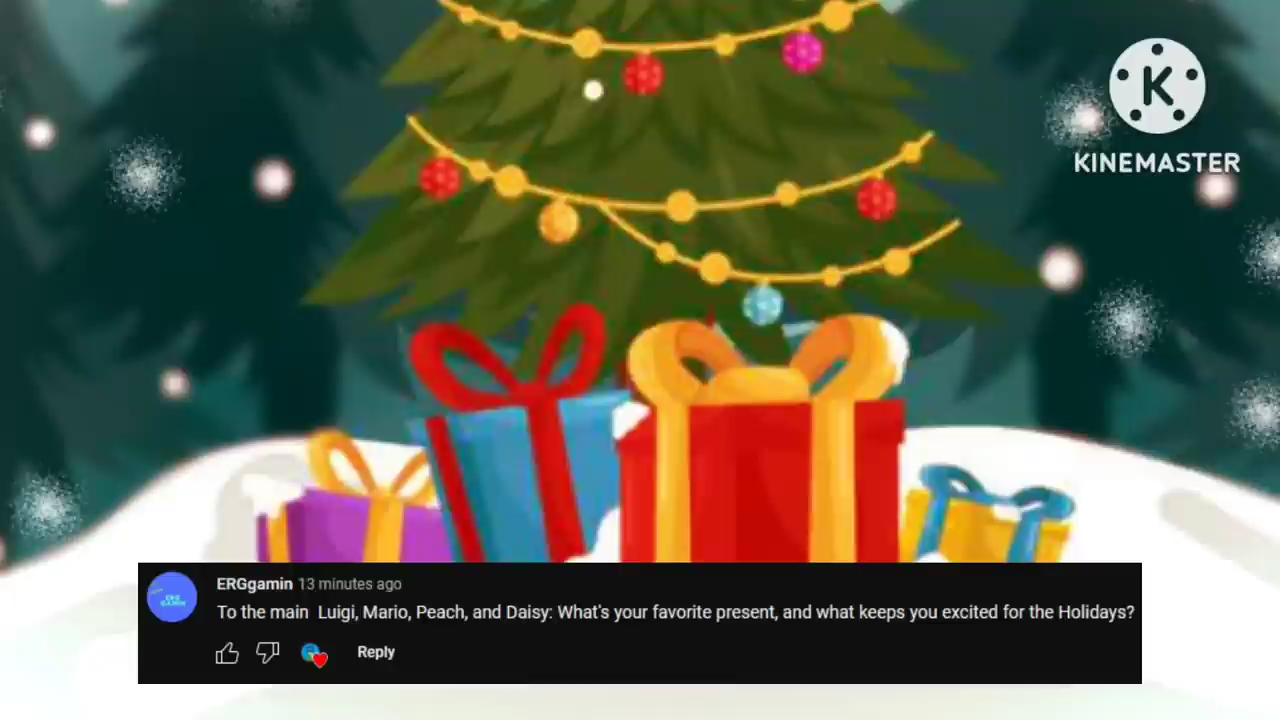 K
KINEMASTER
ERGgamin 13 minutes ago
To the main  Luigi, Mario, Peach, and Daisy: What's your favorite present, and what keeps you excited for the Holidays?
Reply